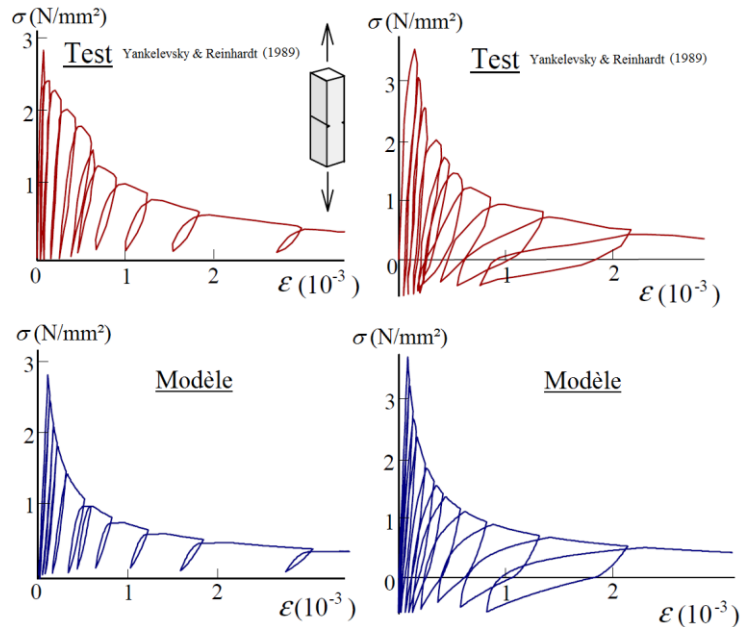 σ (N/mm²)
Test Yankelevsky & Reinhardt (1989)
3
2
1
0
1
2
ε (10⁻³)
σ (N/mm²)
Test Yankelevsky & Reinhardt (1989)
3
2
1
0
1
2
ε (10⁻³)
σ (N/mm²)
Modèle
3
2
1
0
1
2
ε (10⁻³)
σ (N/mm²)
Modèle
3
2
1
0
1
2
ε (10⁻³)